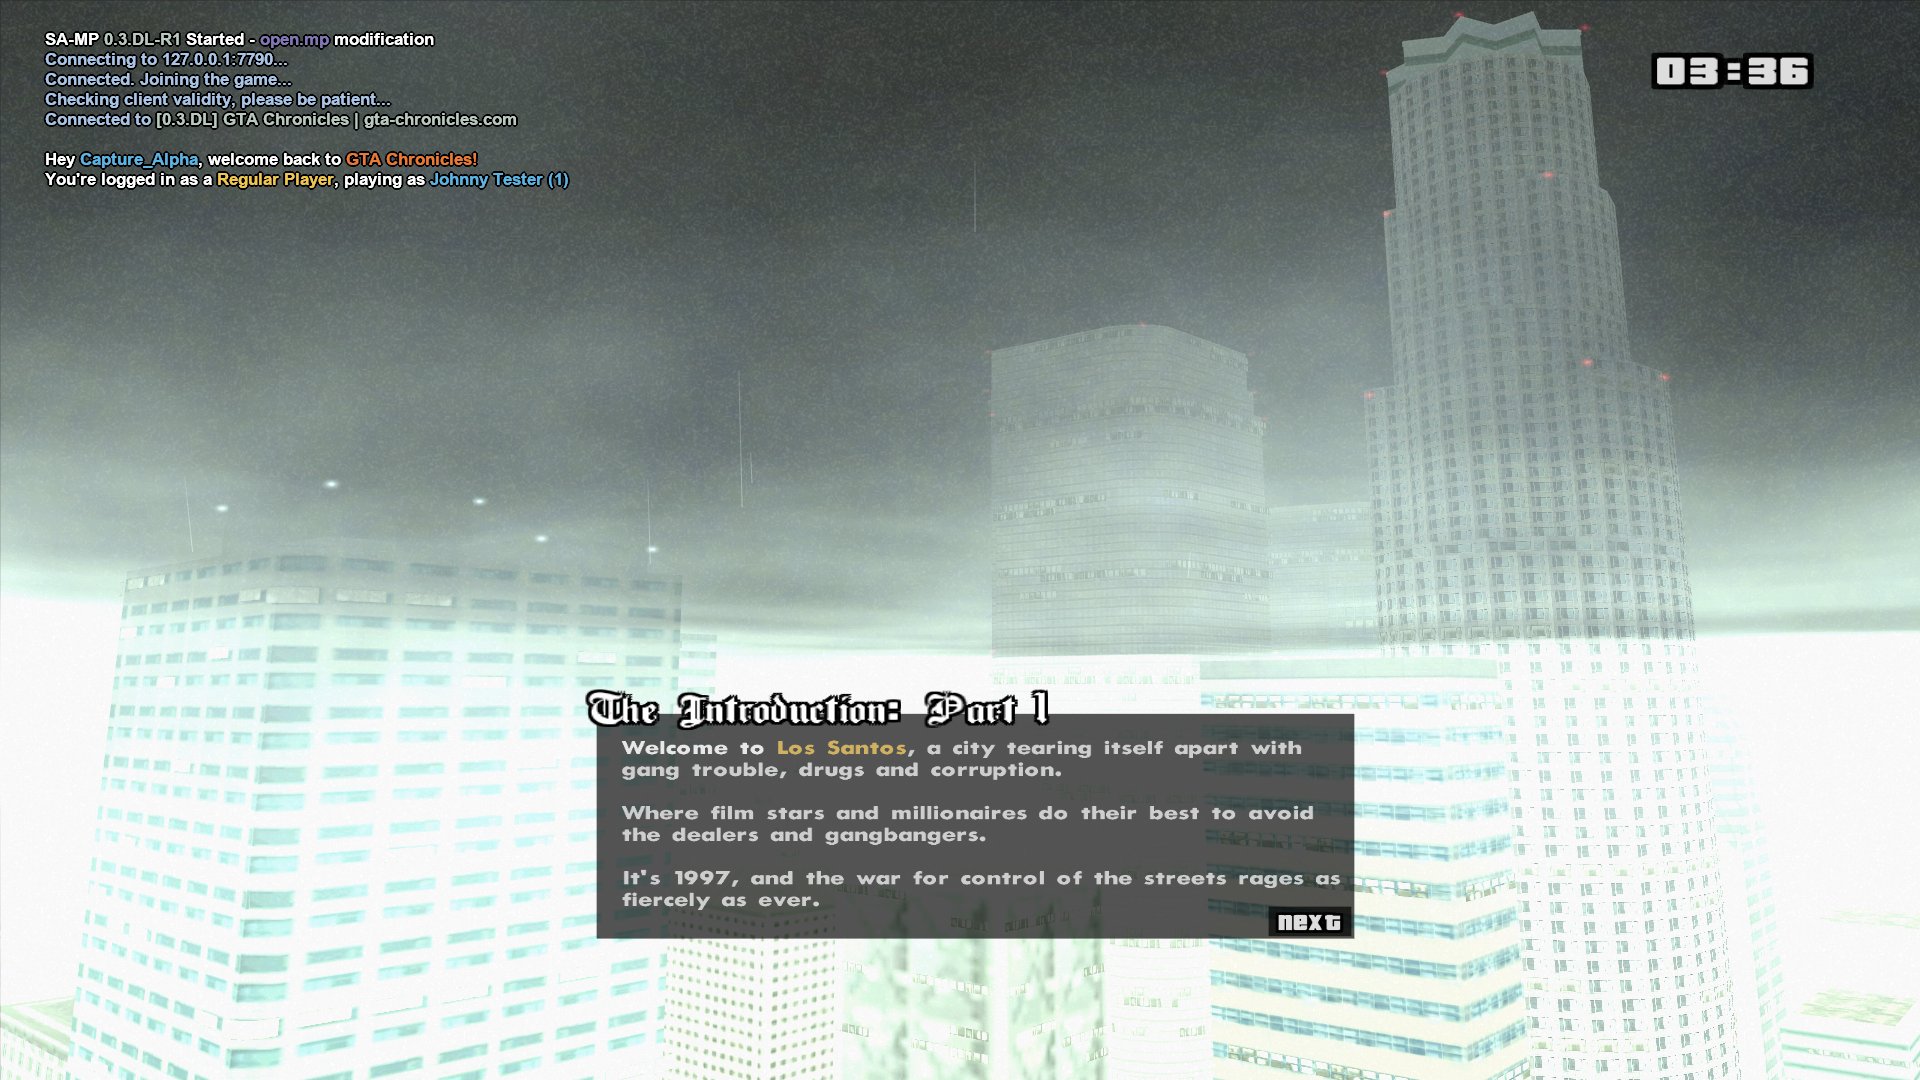 SA-MP 0.3.DL-R1 Started - open.mp modification
Connecting to 127.0.0.1:7790...
Connected. Joining the game...
Checking client validity, please be patient...
Connected to [0.3.DL] GTA Chronicles | gta-chronicles.com
Hey Capture_Alpha, welcome back to GTA Chronicles!
You're logged in as a Regular Player, playing as Johnny Tester (1)
03:36
The Introduction: Part 1
Welcome to Los Santos, a city tearing itself apart with
gang trouble, drugs and corruption.
Where film stars and millionaires do their best to avoid
the dealers and gangbangers.
It's 1997, and the war for control of the streets rages as
fiercely as ever.
next